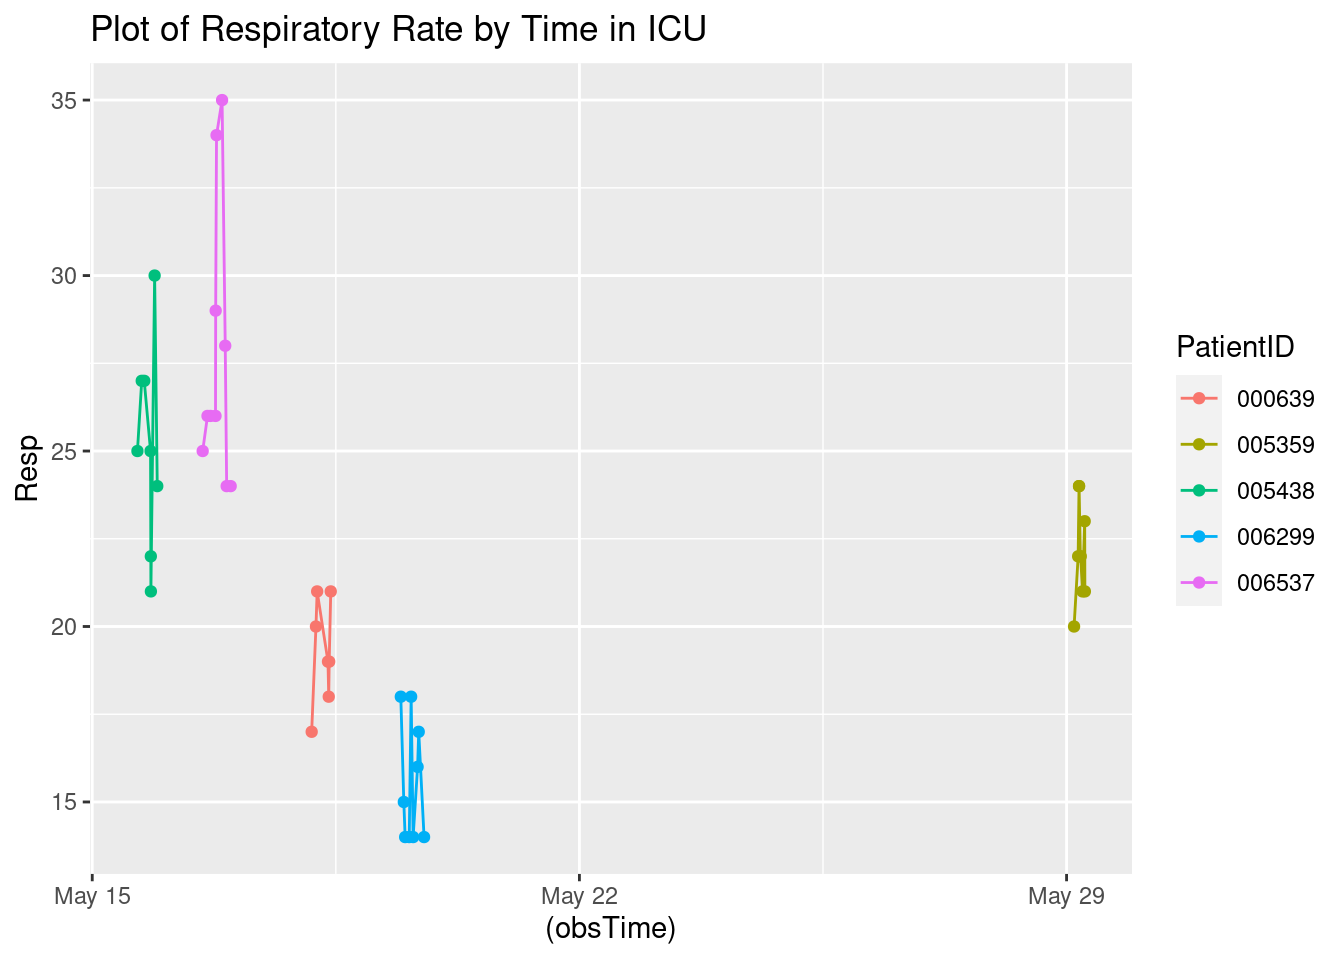 Plot of Respiratory Rate by Time in ICU
35
30
25
20
15
Resp
May 15
May 22
May 29
(obsTime)
PatientID
000639
005359
005438
006299
006537